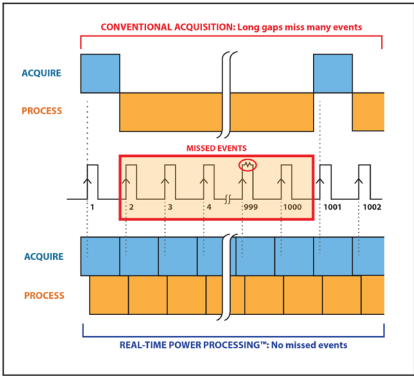 CONVENTIONAL ACQUISITION: Long gaps miss many events
ACQUIRE
PROCESS
MISSED EVENTS
1 2 3 4 999 1000 1001 1002
ACQUIRE
PROCESS
REAL-TIME POWER PROCESSING™: No missed events